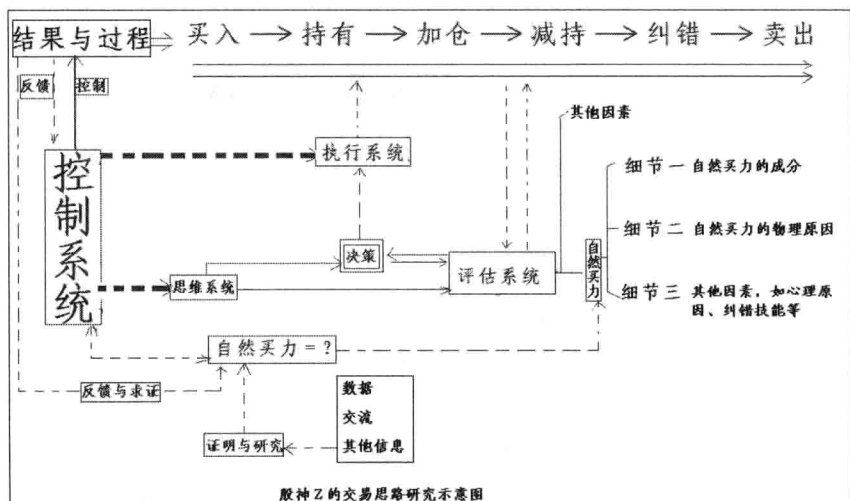 结果与过程
买入 → 持有 → 加仓 → 减持 → 纠错 → 卖出
反馈
控制
其他因素
执行系统
控制系统
细节一 自然买力的成分
细节二 自然买力的物理原因
细节三 其他因素，如心理原
因、纠错技能等
自然买力
决策
评估系统
思维系统
自然买力=？
反馈与求证
数据
交流
其他信息
证明与研究
股神Z的交易思路研究示意图